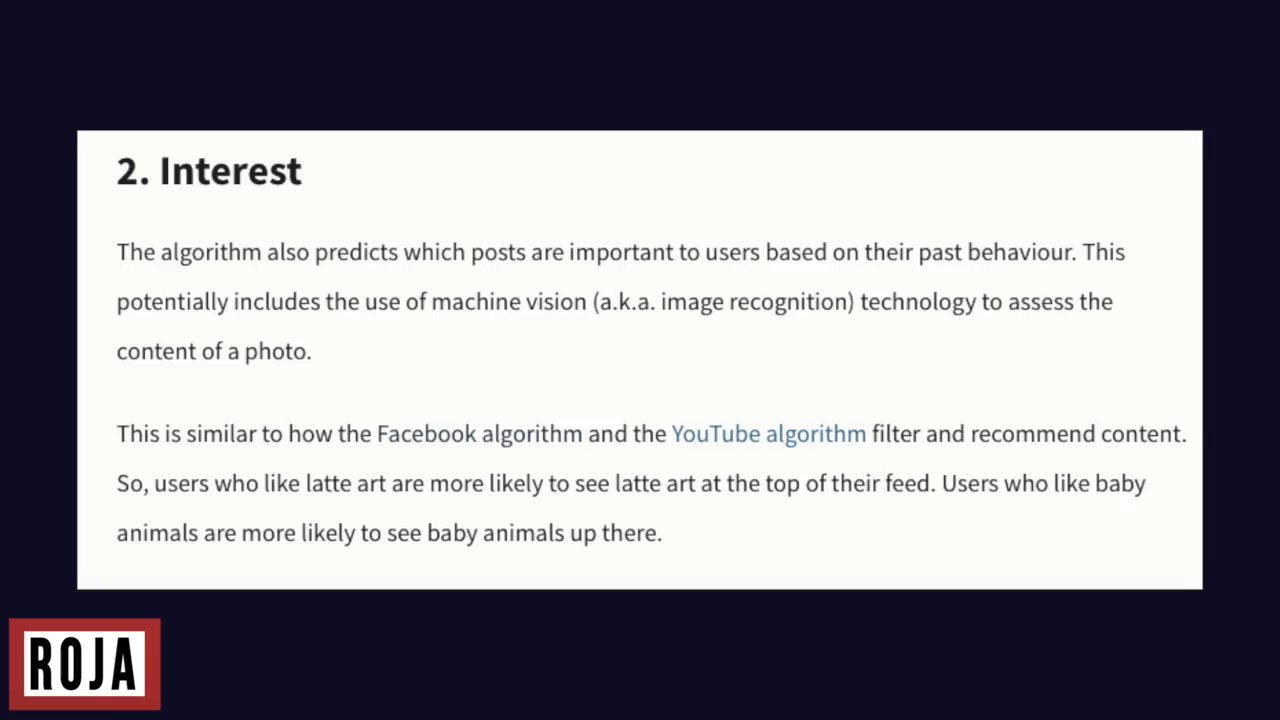 2. Interest
The algorithm also predicts which posts are important to users based on their past behaviour. This
potentially includes the use of machine vision (a.k.a. image recognition) technology to assess the
content of a photo.
This is similar to how the Facebook algorithm and the YouTube algorithm filter and recommend content.
So, users who like latte art are more likely to see latte art at the top of their feed. Users who like baby
animals are more likely to see baby animals up there.
ROJA